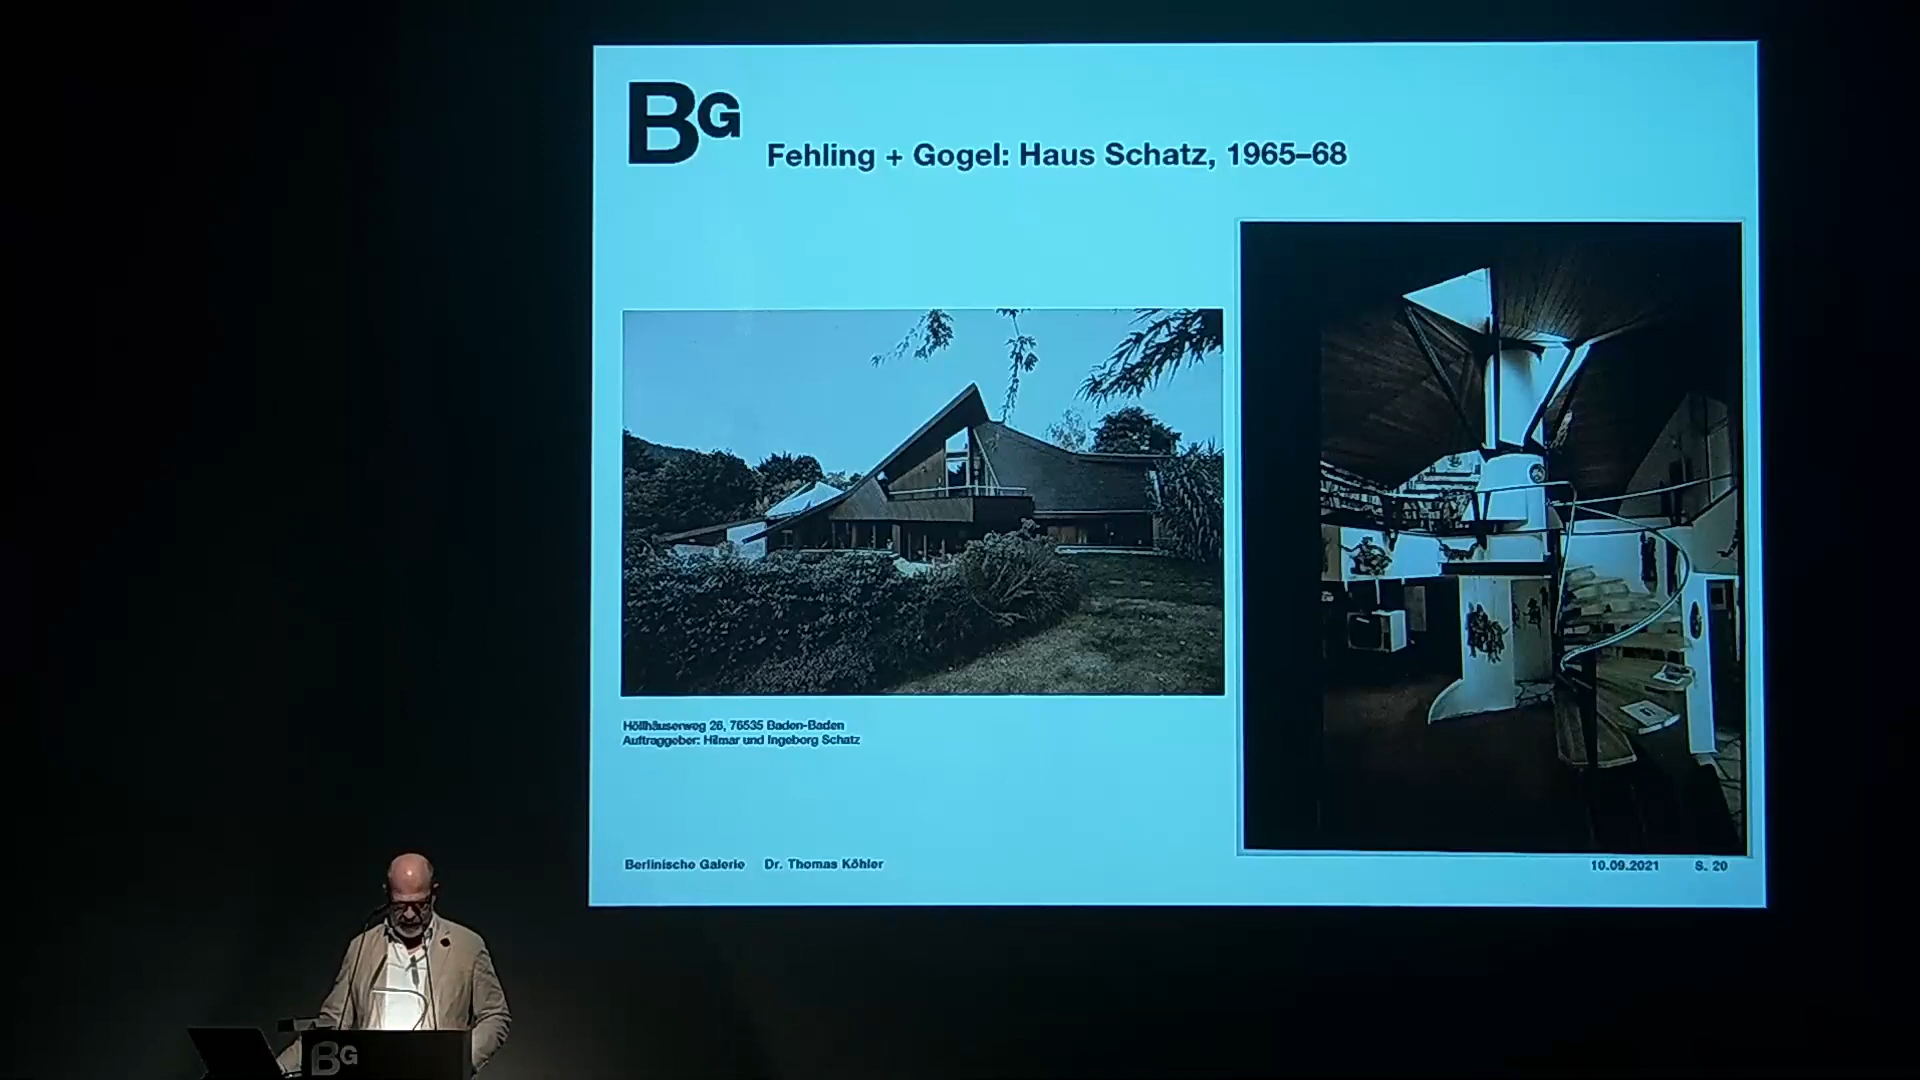 BG
Fehling + Gogel: Haus Schatz, 1965–68
Höllhäuserweg 26, 76535 Baden-Baden
Auftraggeber: Hilmar und Ingeborg Schatz
Berlinische Galerie Dr. Thomas Köhler 10.09.2021 S. 20
BG